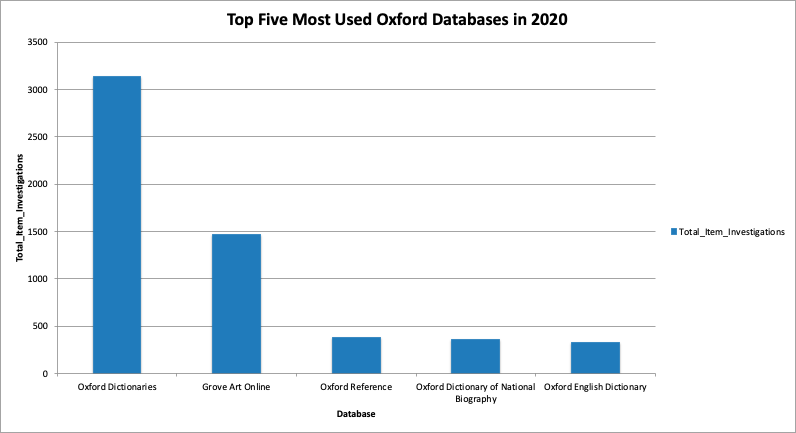 Top Five Most Used Oxford Databases in 2020
3500
3000
2500
2000
1500
1000
500
0
Total_Item_Investigations
Oxford Dictionaries
Grove Art Online
Oxford Reference
Oxford Dictionary of National
Biography
Oxford English Dictionary
Database
Total_Item_Investigations